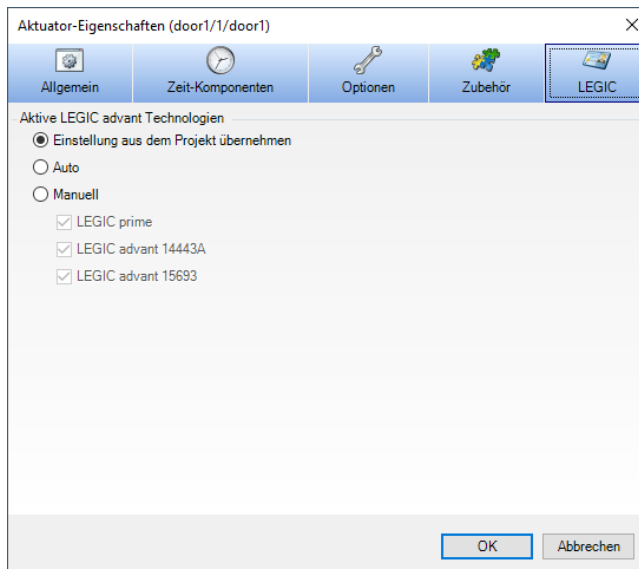 Aktuator-Eigenschaften (door1/1/door1)
Allgemein Zeit-Komponenten Optionen Zubehör LEGIC
Aktive LEGIC advant Technologien
Einstellung aus dem Projekt übernehmen
Auto
Manuell
LEGIC prime
LEGIC advant 14443A
LEGIC advant 15693
OK Abbrechen